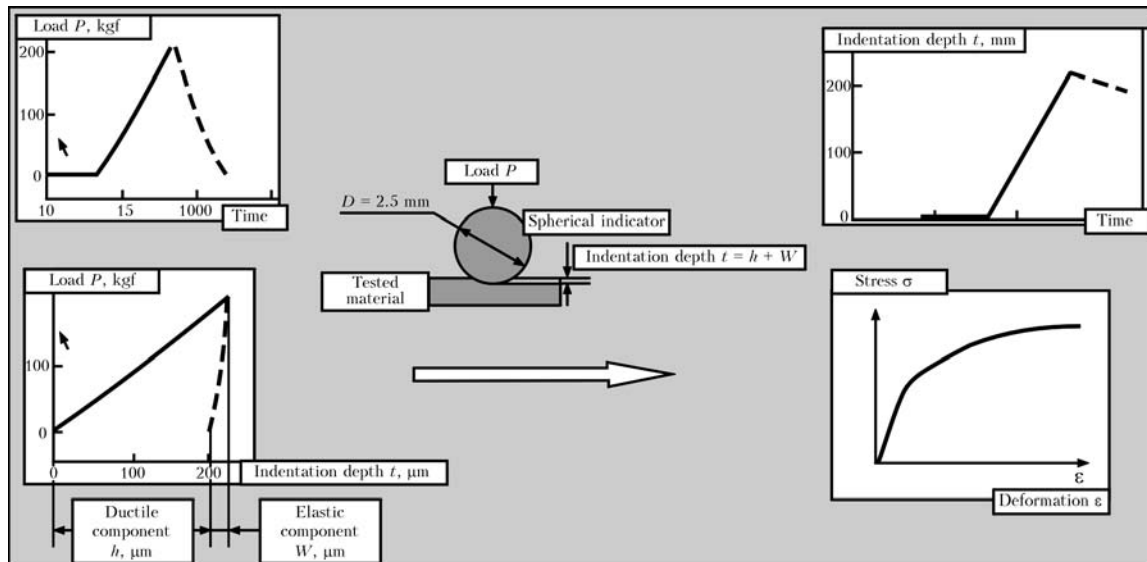 Load P, kgf
200
100
0
10
15
1000
Time
Load P
D = 2.5 mm
Spherical indicator
Indentation depth t = h + W
Tested
material
Indentation depth t, mm
200
100
0
Time
Load P, kgf
100
0
0
100
200
Indentation depth t, μm
Ductile
component
h, μm
Elastic
component
W, μm
Stress σ
ε
Deformation ε